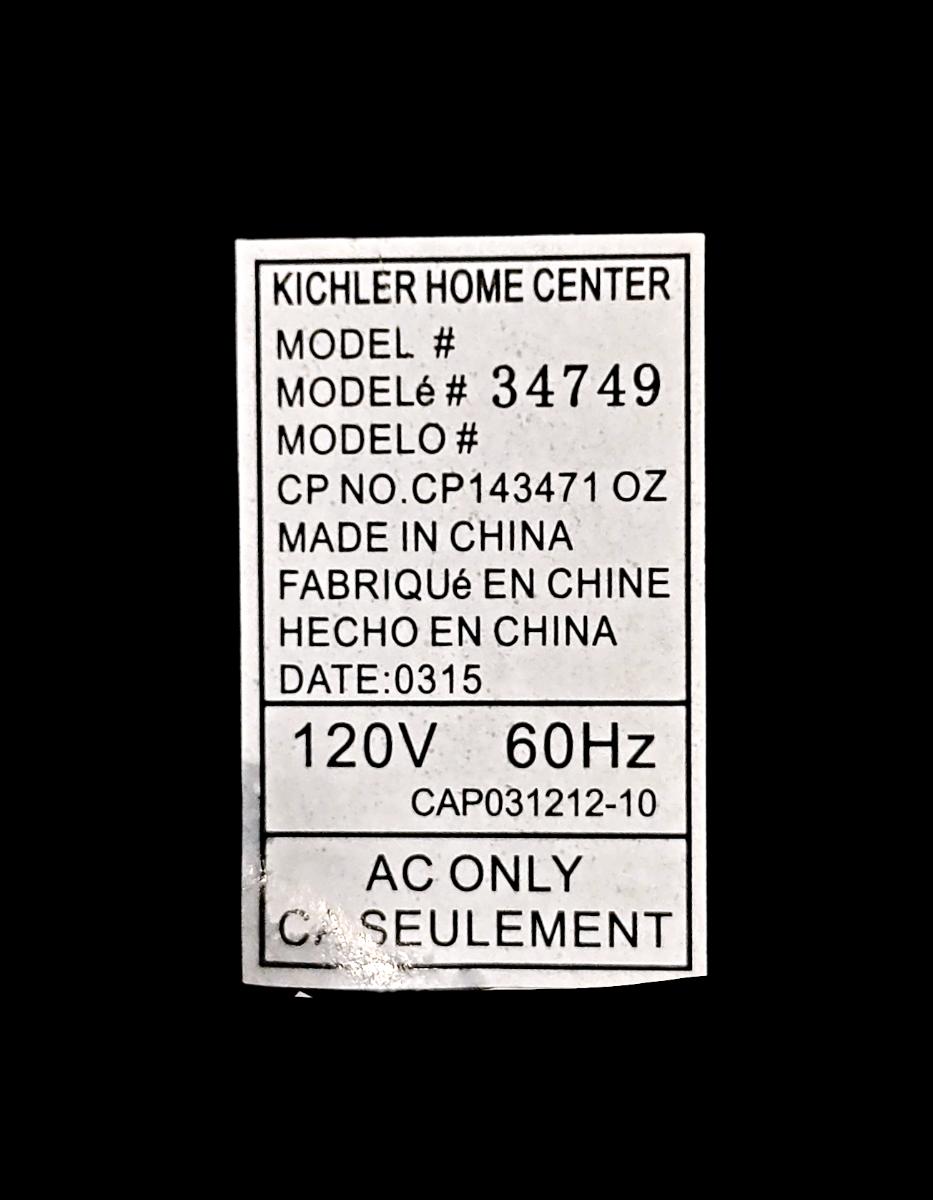 KICHLER HOME CENTER
MODEL #
MODELé # 34749
MODELO #
CP NO.CP143471 OZ
MADE IN CHINA
FABRIQUé EN CHINE
HECHO EN CHINA
DATE:0315
120V 60Hz
CAP031212-10
AC ONLY
CA SEULEMENT